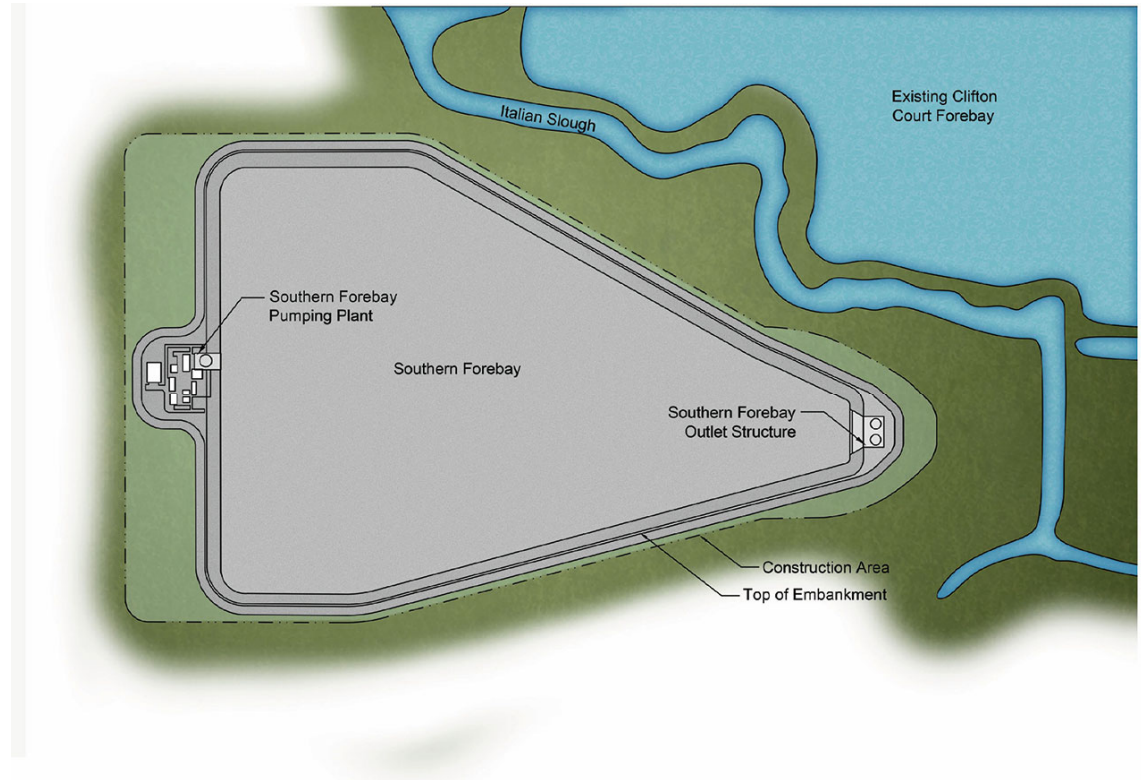 Existing Clifton
Court Forebay
Italian Slough
Southern Forebay
Pumping Plant
Southern Forebay
Southern Forebay
Outlet Structure
Construction Area
Top of Embankment